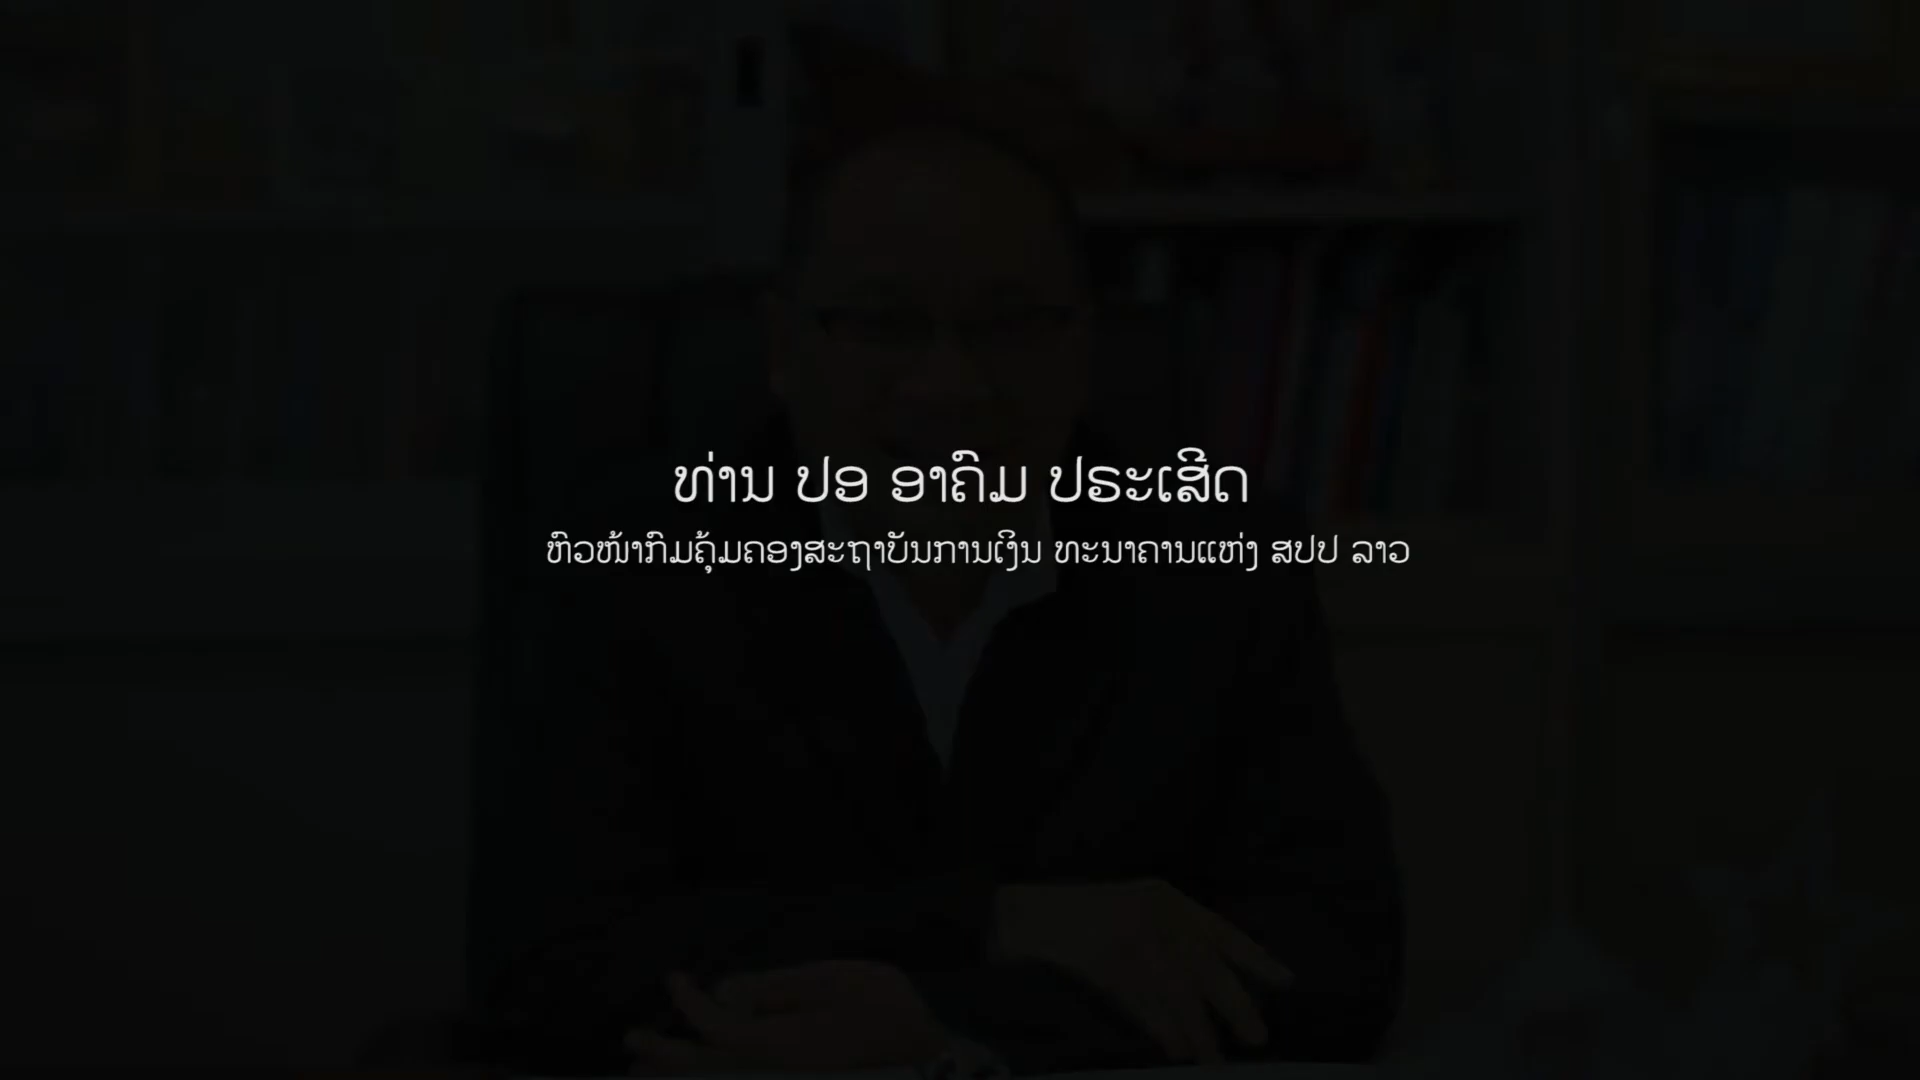 ທ່ານ ປອ ອາຄົມ ປຣະເສີດ
ຫົວໜ້າກົມຄຸ້ມຄອງສະຖາບັນການເງິນ ທະນາຄານແຫ່ງ ສປປ ລາວ